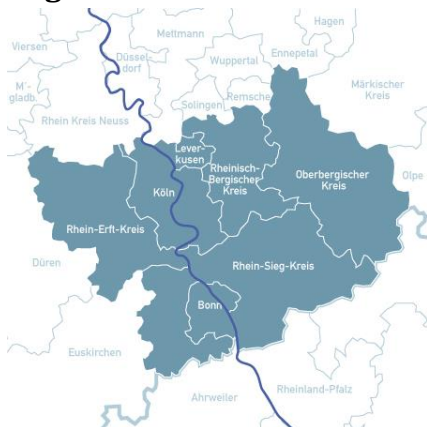 Mettmann
Hagen
Viersen
Düssel-
dorf
Ennepetal
Wuppertal
M'-
gladb.
Märkischer
Kreis
Solingen
Remsche
Rhein Kreis Neuss
Lever-
kusen
Rheinisch-
Bergischer
Kreis
Oberbergischer
Kreis
Olpe
Köln
Rhein-Erft-Kreis
Düren
Rhein-Sieg-Kreis
Bonn
Euskirchen
Ahrweiler
Rheinland-Pfalz